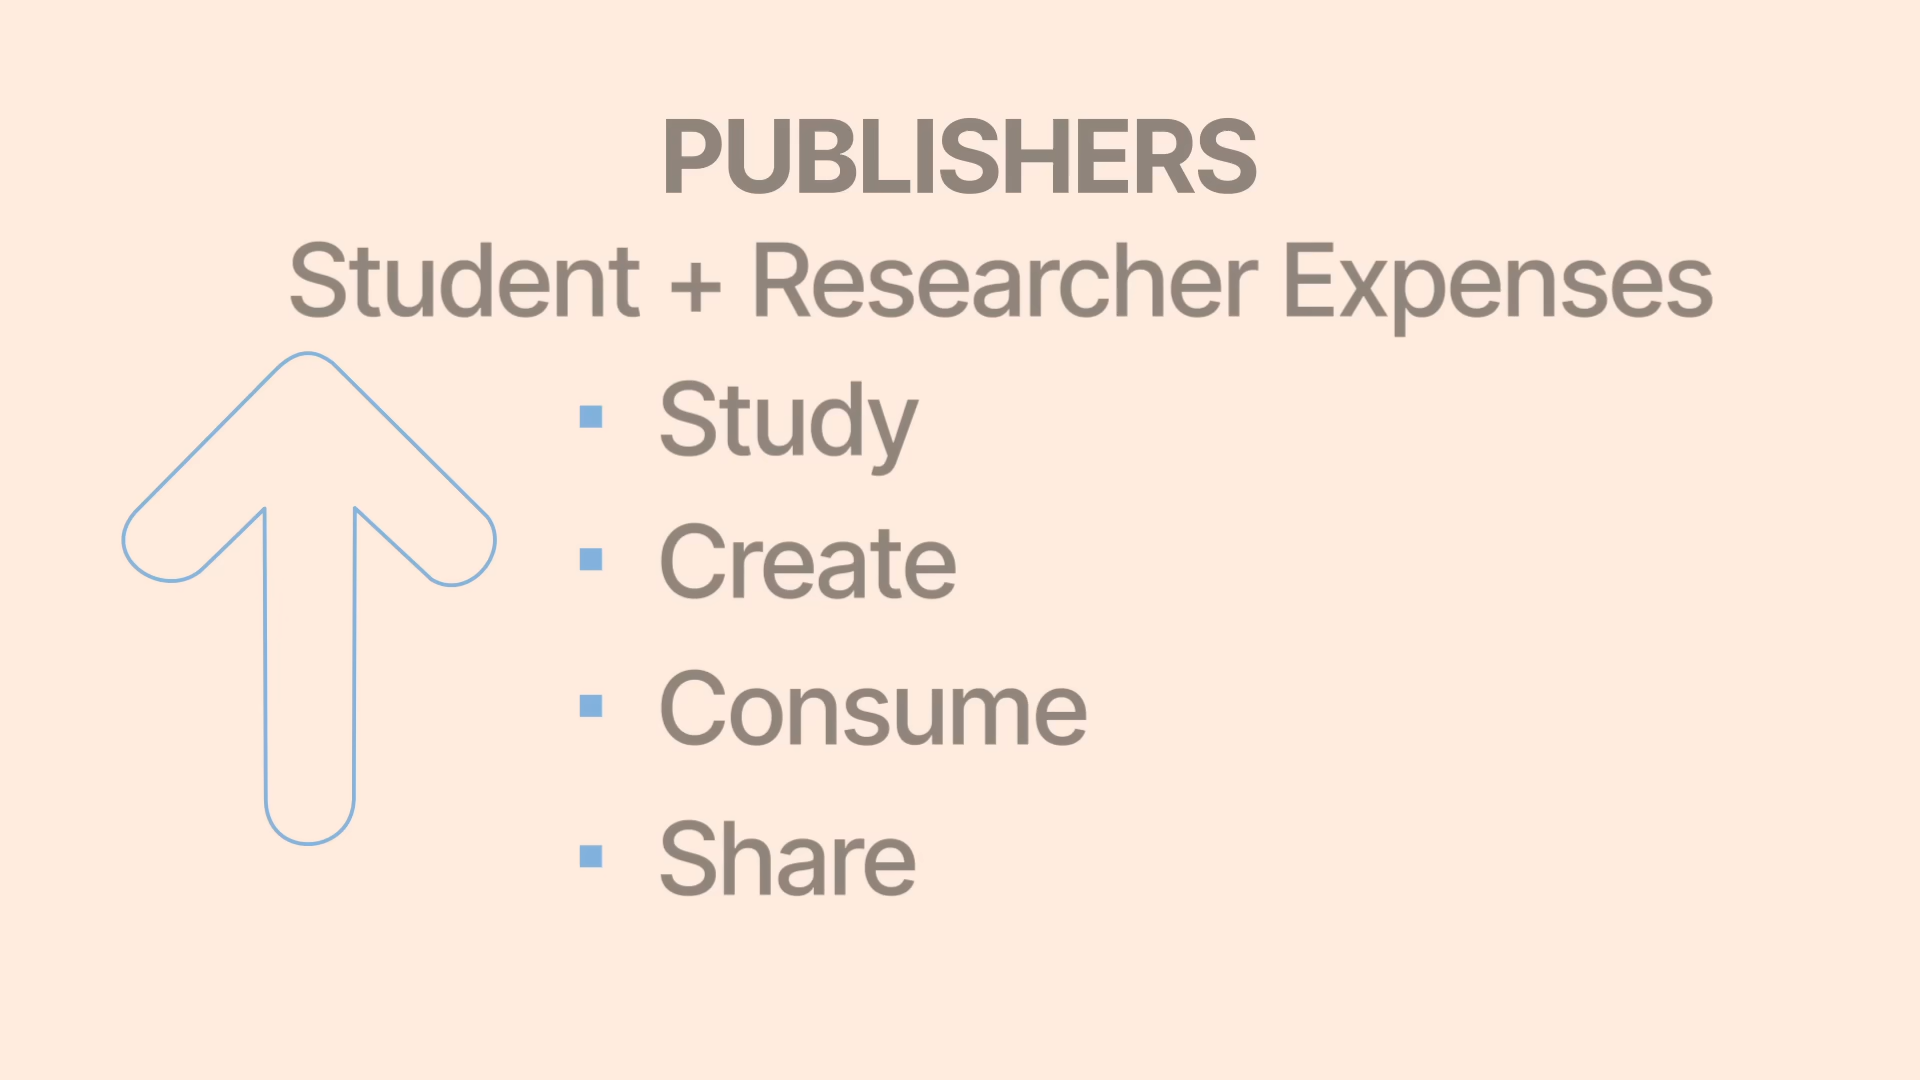 PUBLISHERS
Student + Researcher Expenses
▪ Study
▪ Create
▪ Consume
▪ Share